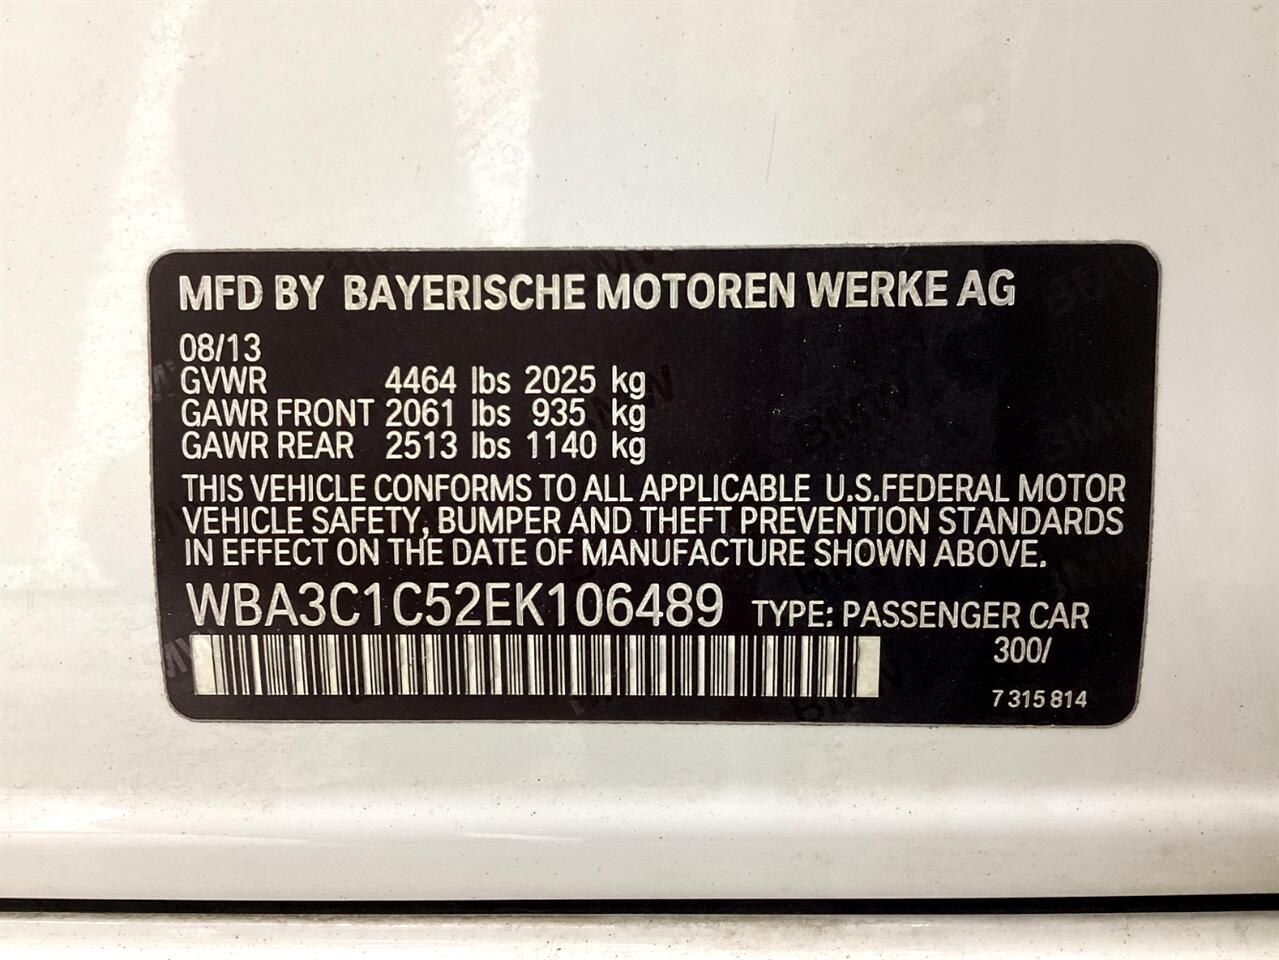 MFD BY BAYERISCHE MOTOREN WERKE AG
08/13
GVWR 4464 lbs 2025 kg
GAWR FRONT 2061 lbs 935 kg
GAWR REAR 2513 lbs 1140 kg
THIS VEHICLE CONFORMS TO ALL APPLICABLE U.S.FEDERAL MOTOR
VEHICLE SAFETY, BUMPER AND THEFT PREVENTION STANDARDS
IN EFFECT ON THE DATE OF MANUFACTURE SHOWN ABOVE.
WBA3C1C52EK106489 TYPE: PASSENGER CAR
300/
7 315 814